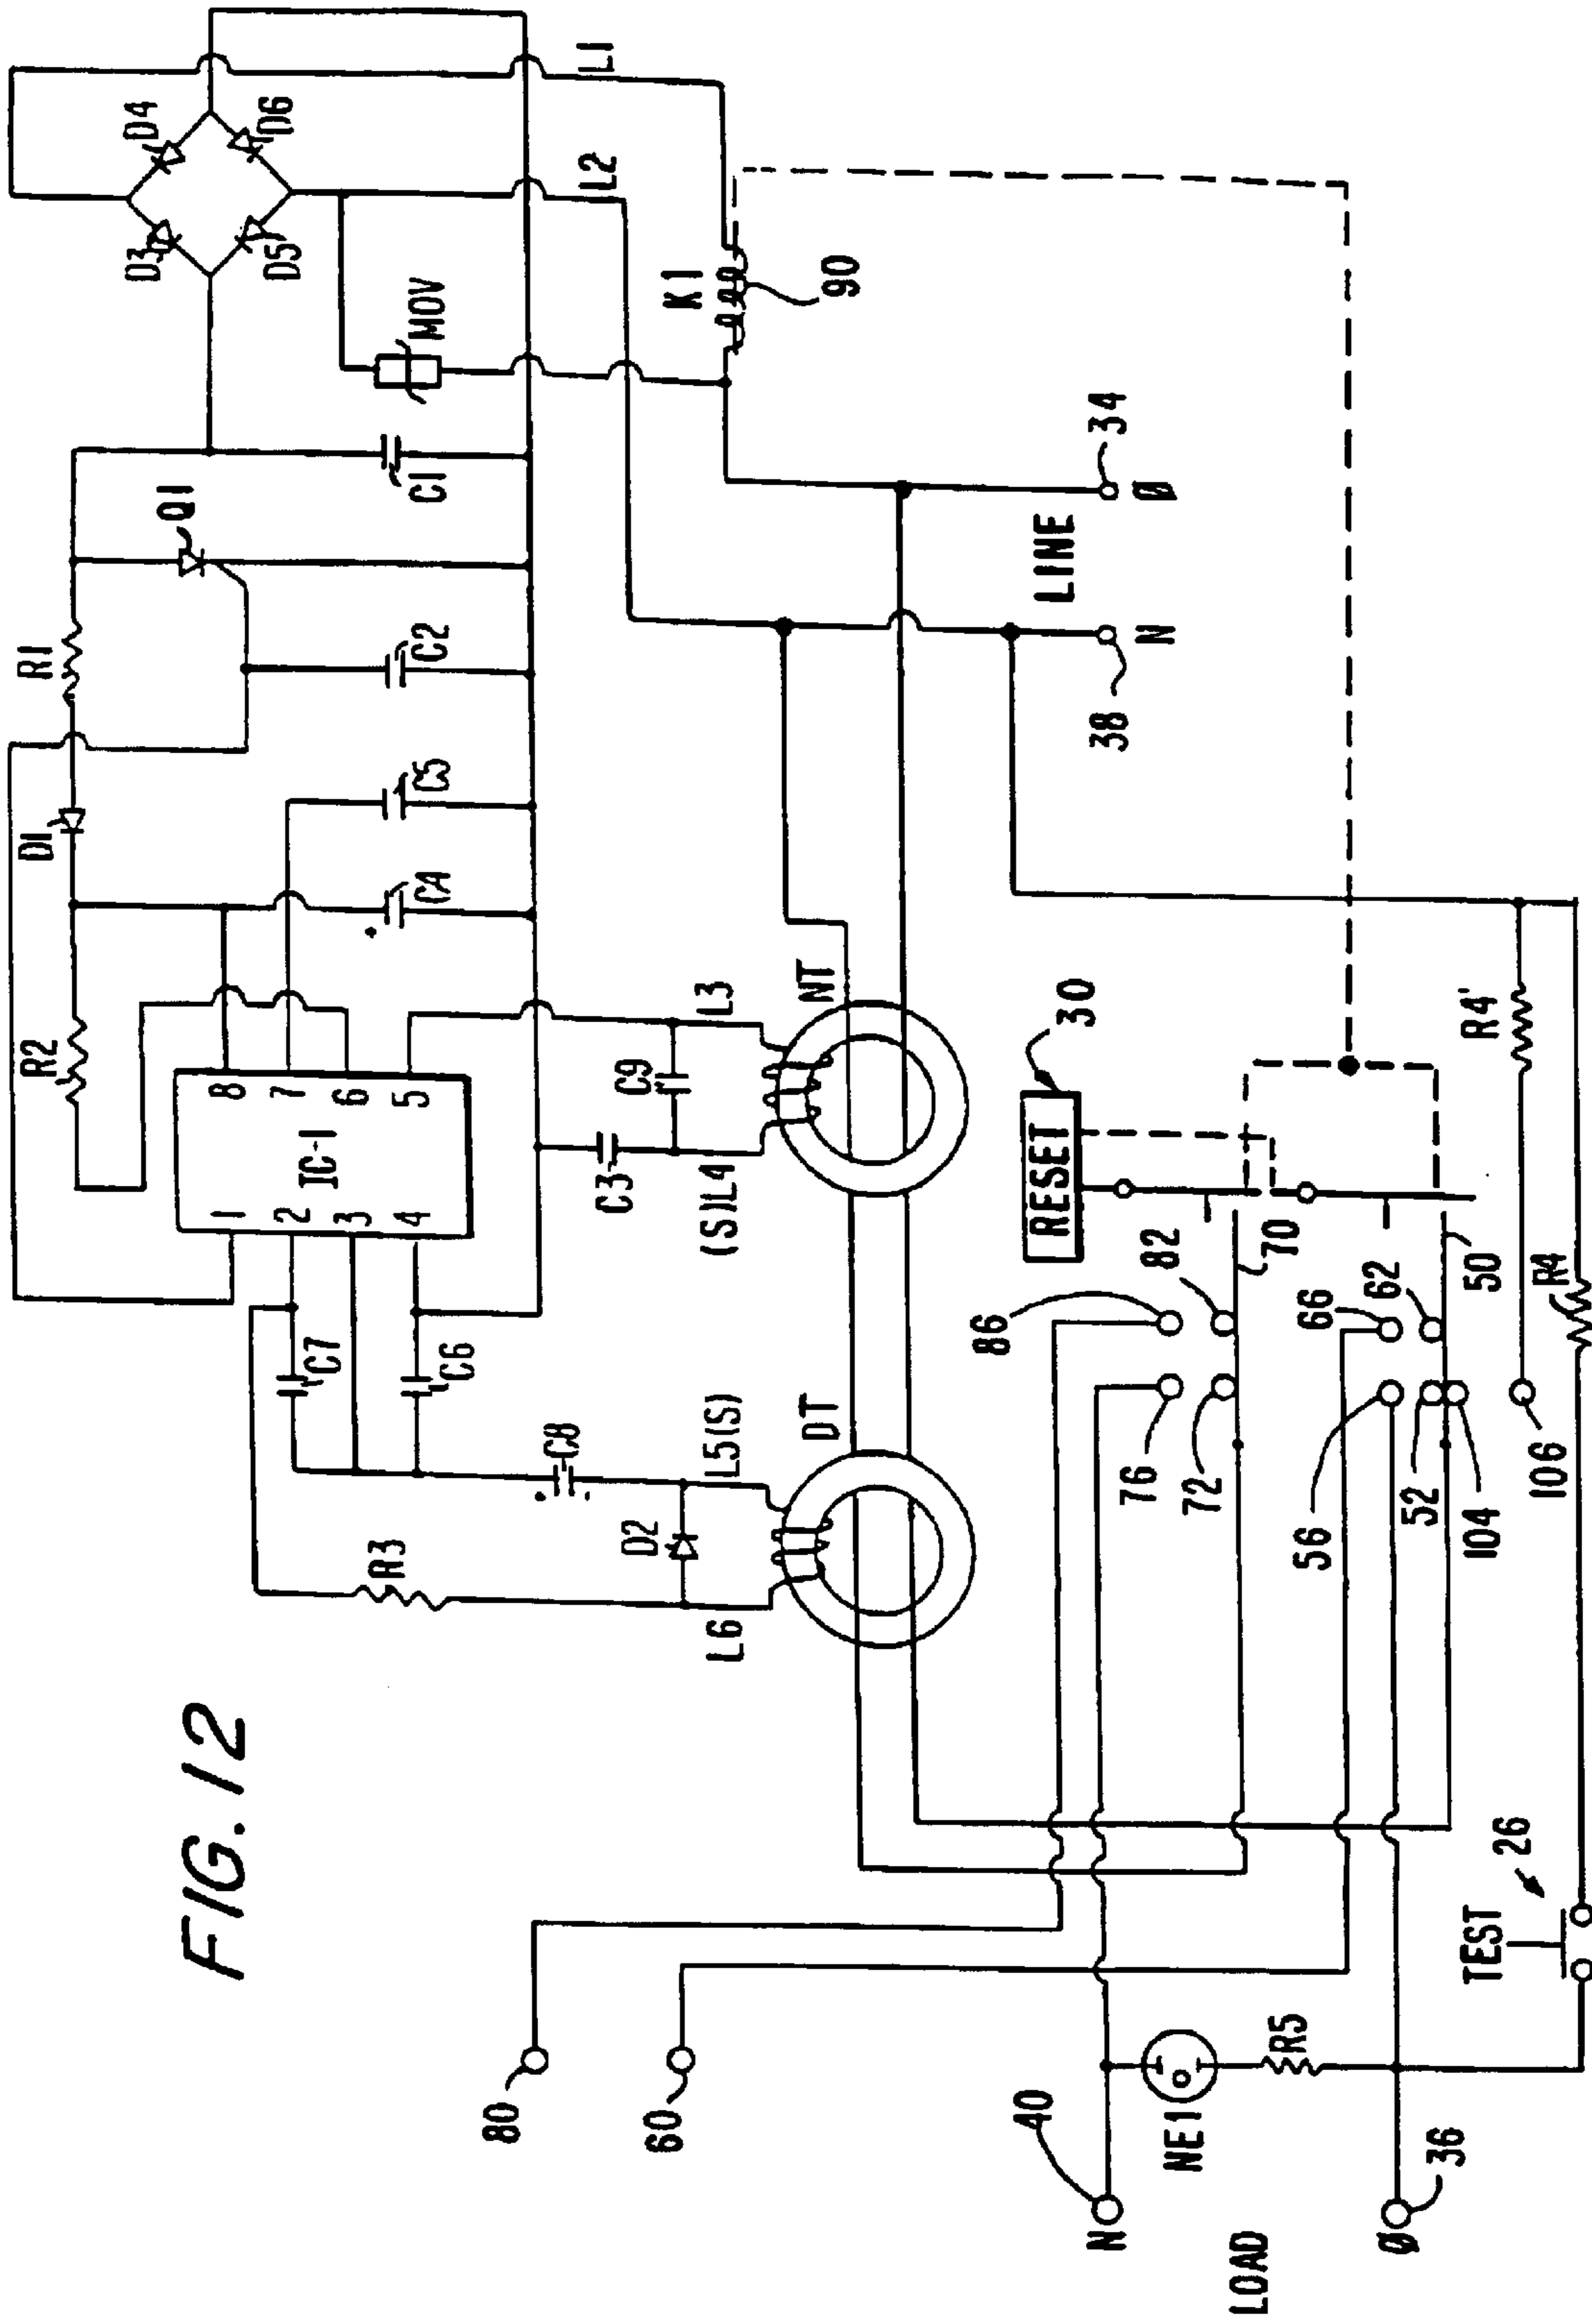 FIG. 12
80
60
40
N
NE1
R5
LOAD
Ø
36
TEST
26
R3
L6
D2
C8
+
-
L5(S)
DT
C7
C6
1
2
3
4
IC-1
8
7
6
5
R2
C3
C9
(S)L4
L3
NT
+
C4
C5
D1
R1
C2
Q1
C1
MOV
D3
D4
D5
D6
L1
L2
K1
90
LINE
34
Ø
38
N
RESET
30
86
82
76
72
70
66
62
56
52
50
104
106
R4'
R4